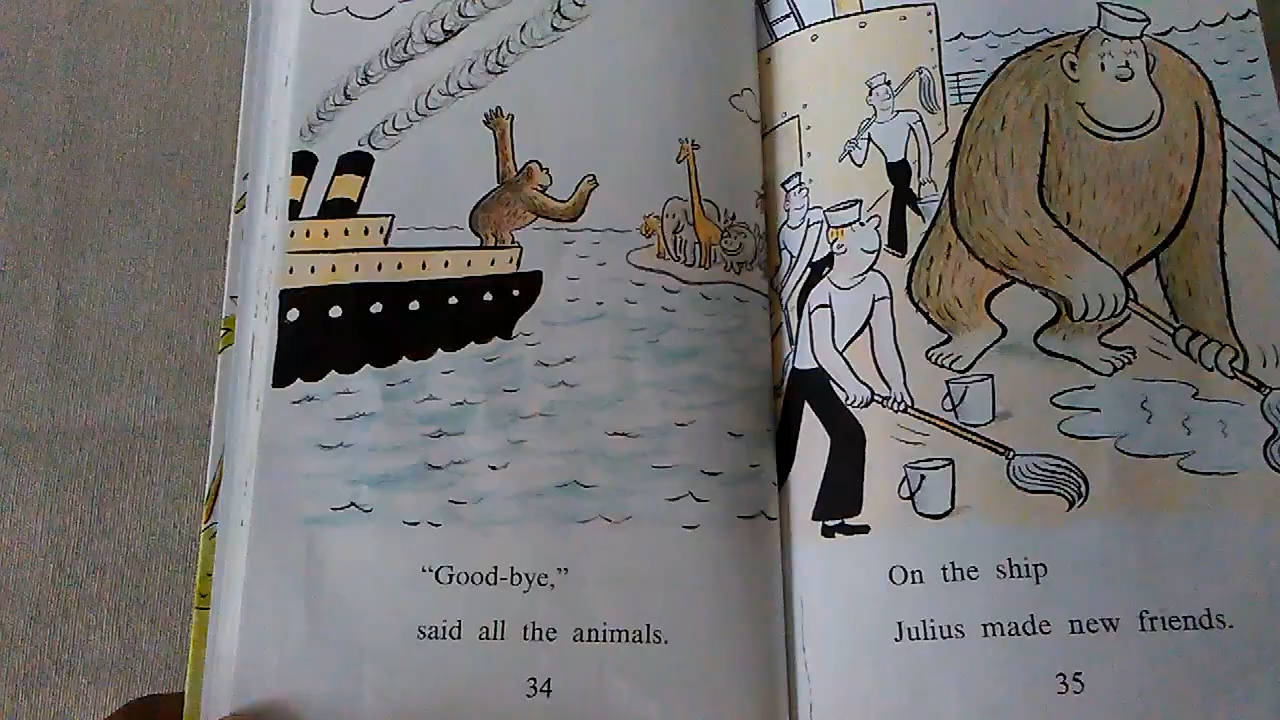 “Good-bye,”
said all the animals.
34
On the ship
Julius made new friends.
35